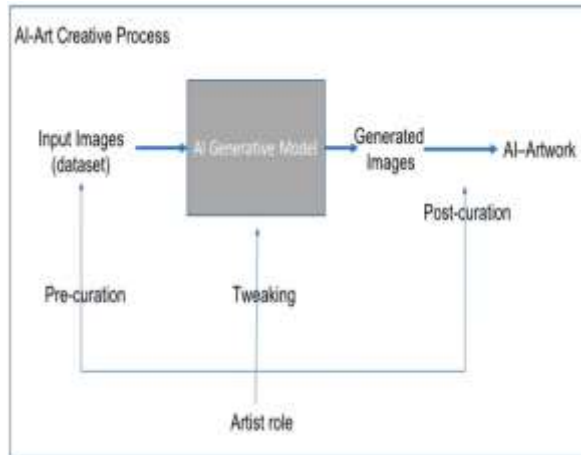 AI-Art Creative Process
Input Images
(dataset)
AI Generative Model
Generated
Images
AI–Artwork
Post-curation
Pre-curation
Tweaking
Artist role